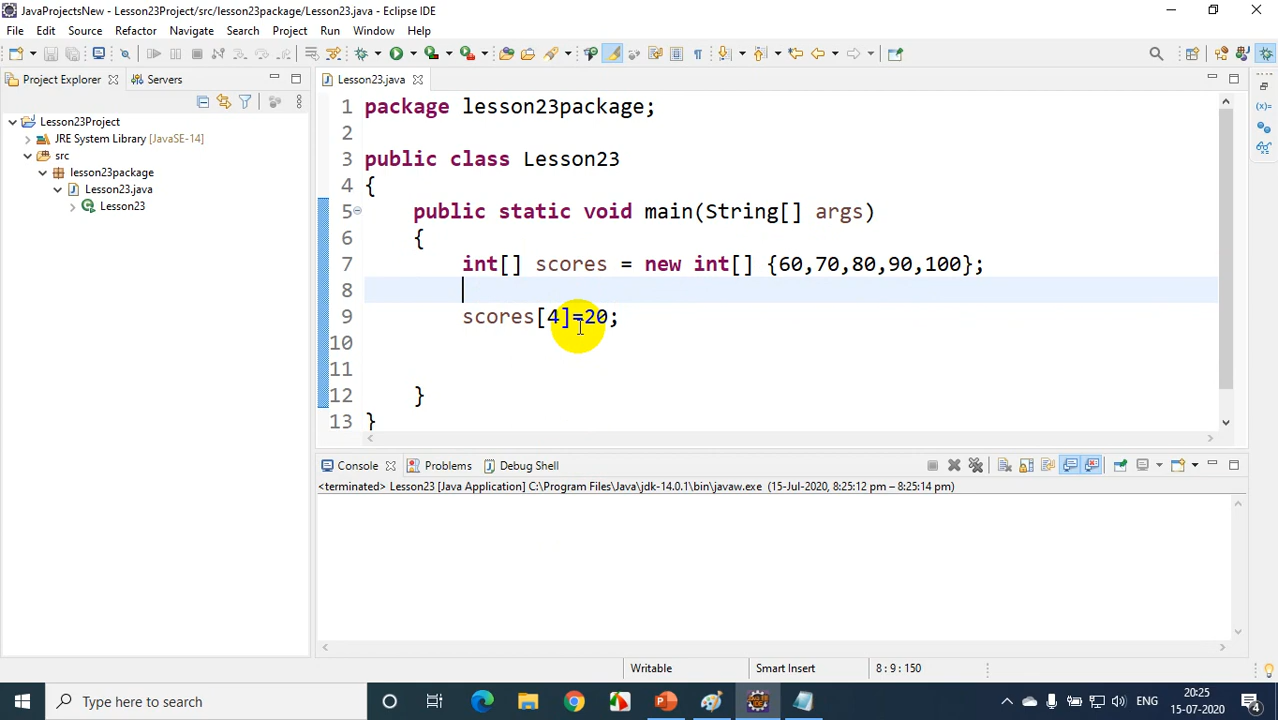 JavaProjectsNew - Lesson23Project/src/lesson23package/Lesson23.java - Eclipse IDE
File Edit Source Refactor Navigate Search Project Run Window Help
Project Explorer Servers
Lesson23Project
JRE System Library [JavaSE-14]
src
lesson23package
Lesson23.java
Lesson23
Lesson23.java
1 package lesson23package;
2
3 public class Lesson23
4 {
5 public static void main(String[] args)
6 {
7 int[] scores = new int[] {60,70,80,90,100};
8
9 scores[4]=20;
10
11
12 }
13 }
Console Problems Debug Shell
<terminated> Lesson23 [Java Application] C:\Program Files\Java\jdk-14.0.1\bin\javaw.exe (15-Jul-2020, 8:25:12 pm – 8:25:14 pm)
Writable Smart Insert 8 : 9 : 150
Type here to search
ENG
20:25
15-07-2020
4